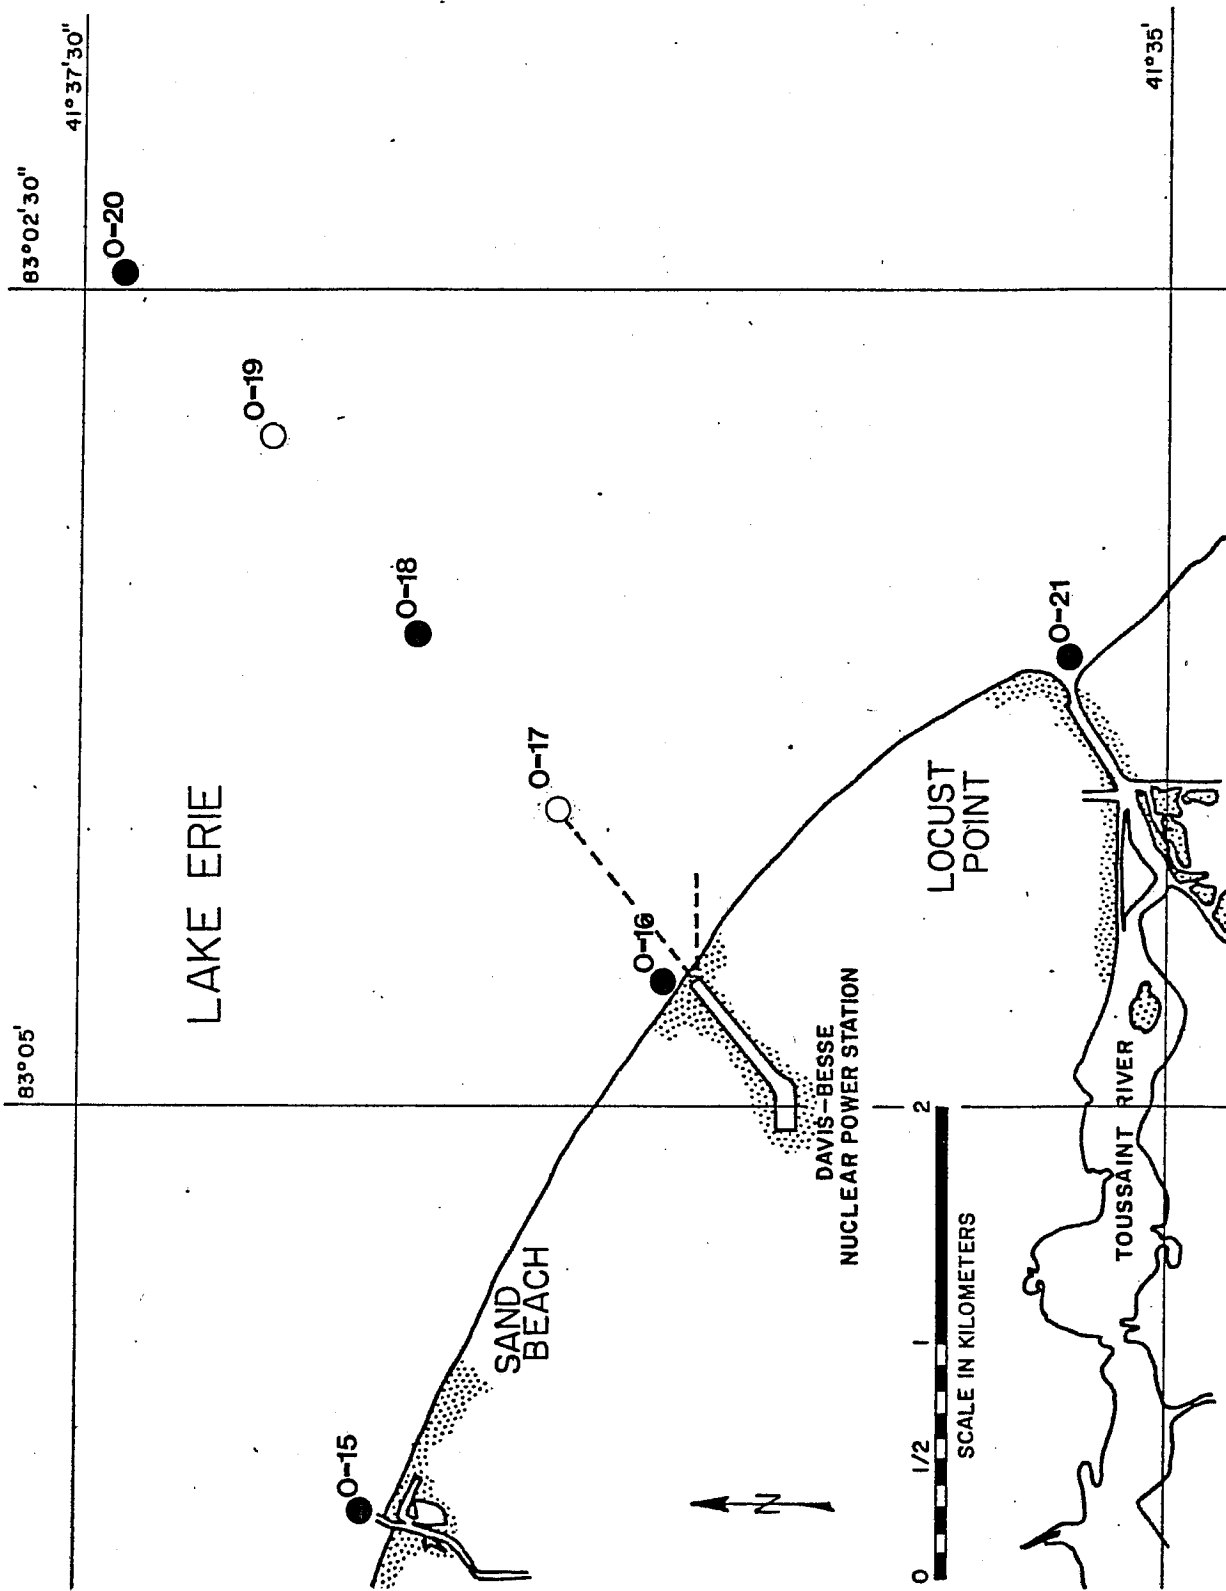 83°05'
83°02'30"
41°37'30"
O-20
O-19
LAKE ERIE
O-18
O-15
O-17
SAND
BEACH
O-16
N
DAVIS-BESSE
NUCLEAR POWER STATION
LOCUST
POINT
0 1/2 1 2
SCALE IN KILOMETERS
O-21
TOUSSAINT RIVER
41°35'